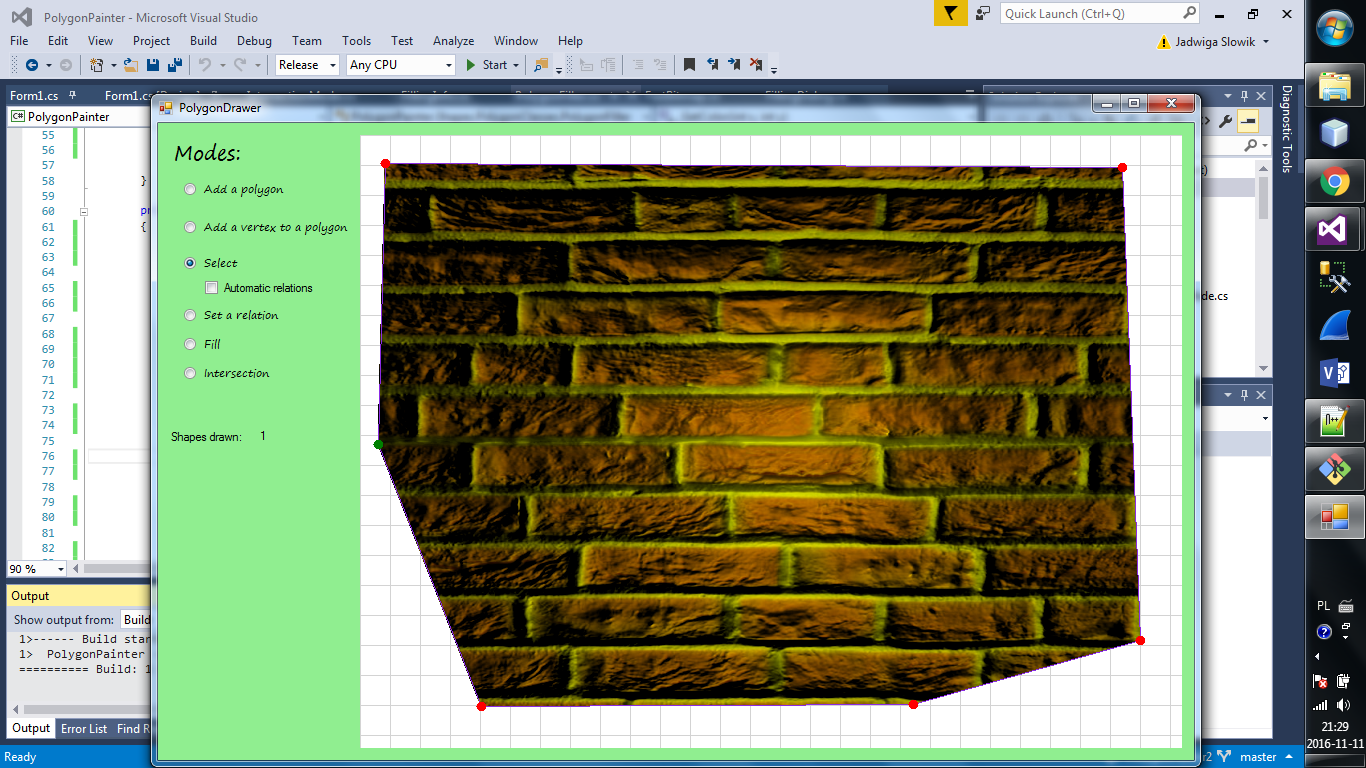 PolygonPainter - Microsoft Visual Studio
Quick Launch (Ctrl+Q)
File Edit View Project Build Debug Team Tools Test Analyze Window Help
Jadwiga Slowik
Release Any CPU Start
Form1.cs Form1.cs
PolygonDrawer
C# PolygonPainter
Modes:
Add a polygon
Add a vertex to a polygon
Select
Automatic relations
Set a relation
Fill
Intersection
Shapes drawn: 1
55
56
57
58 }
59
60
61 {
62
63
64
65
66
67
68
69
70
71
72
73
74
75
76
77
78
79
80
81
82
90 %
Output
Show output from: Build
1>------ Build star
1> PolygonPainter
========== Build: 1
Output Error List Find R
Ready
Diagnostic Tools
de.cs
master
PL
21:29
2016-11-11